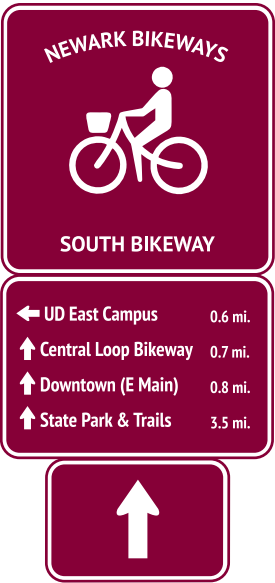 NEWARK BIKEWAYS
SOUTH BIKEWAY
UD East Campus 0.6 mi.
Central Loop Bikeway 0.7 mi.
Downtown (E Main) 0.8 mi.
State Park & Trails 3.5 mi.